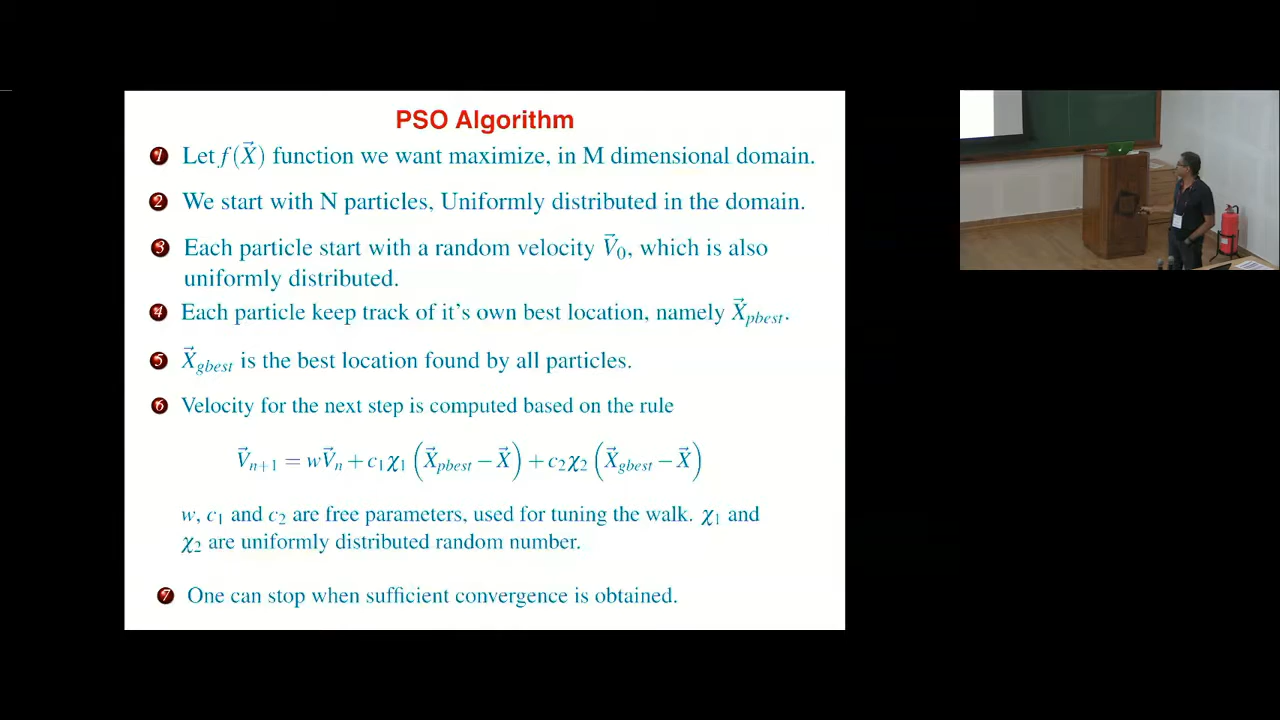 PSO Algorithm
1 Let f(X⃗) function we want maximize, in M dimensional domain.
2 We start with N particles, Uniformly distributed in the domain.
3 Each particle start with a random velocity V⃗₀, which is also
uniformly distributed.
4 Each particle keep track of it's own best location, namely X⃗_pbest.
5 X⃗_gbest is the best location found by all particles.
6 Velocity for the next step is computed based on the rule
V⃗_{n+1} = wV⃗_n + c₁χ₁ (X⃗_pbest − X⃗) + c₂χ₂ (X⃗_gbest − X⃗)
w, c₁ and c₂ are free parameters, used for tuning the walk. χ₁ and
χ₂ are uniformly distributed random number.
7 One can stop when sufficient convergence is obtained.